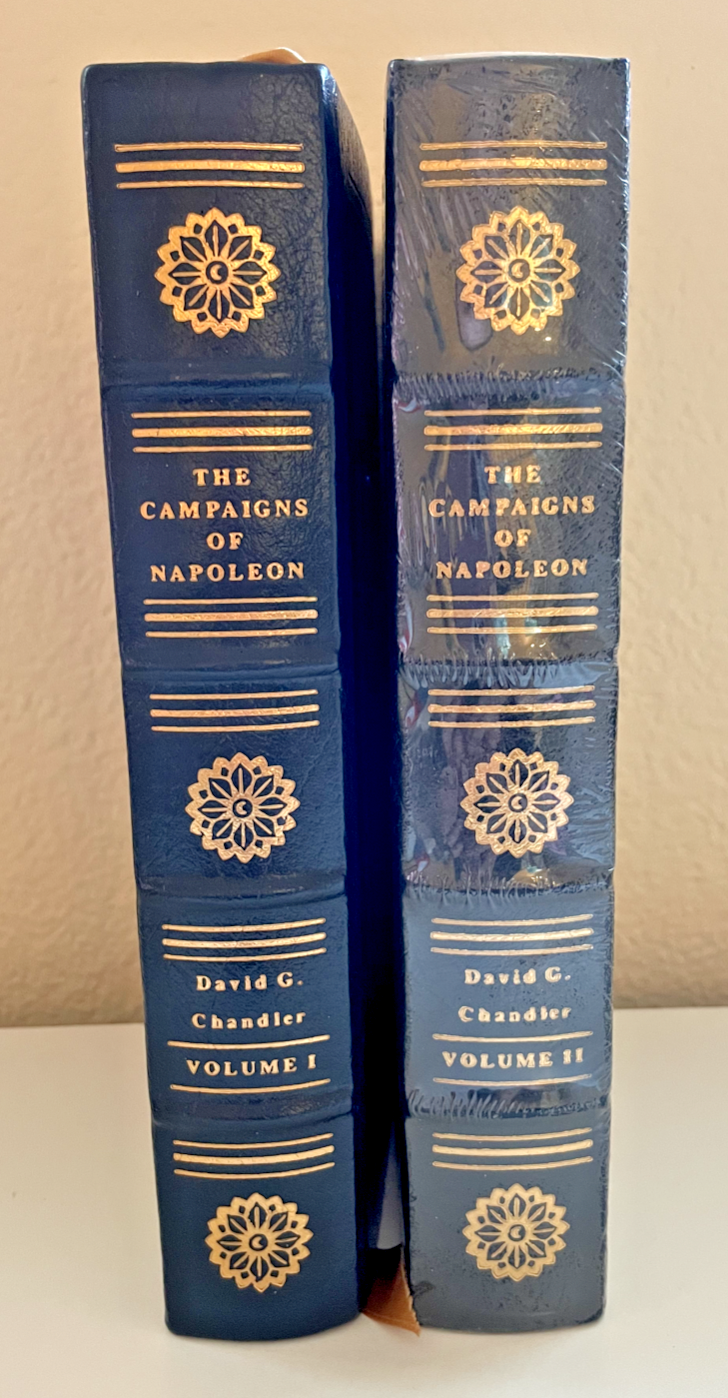 THE
CAMPAIGNS
OF
NAPOLEON
David G.
Chandler
VOLUME I
THE
CAMPAIGNS
OF
NAPOLEON
David G.
Chandler
VOLUME II